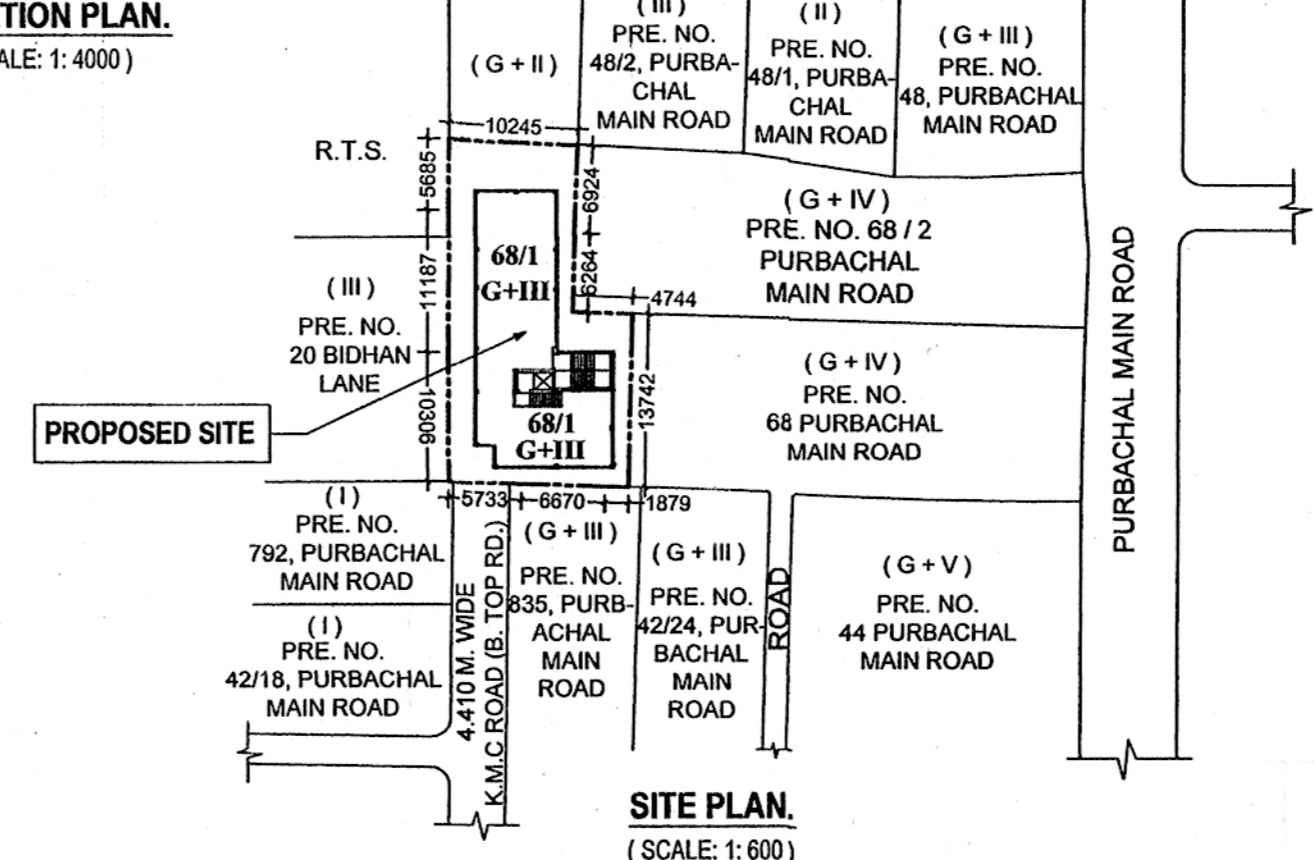 TION PLAN.
ALE: 1: 4000 )
( G + II )
( III )
PRE. NO.
48/2, PURBA-
CHAL
MAIN ROAD
( II )
PRE. NO.
48/1, PURBA-
CHAL
MAIN ROAD
( G + III )
PRE. NO.
48, PURBACHAL
MAIN ROAD
R.T.S.
10245
5685
6924
11187
6264
4744
10306
13742
68/1
G+III
68/1
G+III
( G + IV )
PRE. NO. 68 / 2
PURBACHAL
MAIN ROAD
( III )
PRE. NO.
20 BIDHAN
LANE
PROPOSED SITE
( G + IV )
PRE. NO.
68 PURBACHAL
MAIN ROAD
PURBACHAL MAIN ROAD
5733
6670
1879
( I )
PRE. NO.
792, PURBACHAL
MAIN ROAD
( I )
PRE. NO.
42/18, PURBACHAL
MAIN ROAD
4.410 M. WIDE
K.M.C ROAD (B. TOP RD.)
( G + III )
PRE. NO.
835, PURB-
ACHAL
MAIN
ROAD
( G + III )
PRE. NO.
42/24, PUR-
BACHAL
MAIN
ROAD
ROAD
( G + V )
PRE. NO.
44 PURBACHAL
MAIN ROAD
SITE PLAN.
( SCALE: 1: 600 )